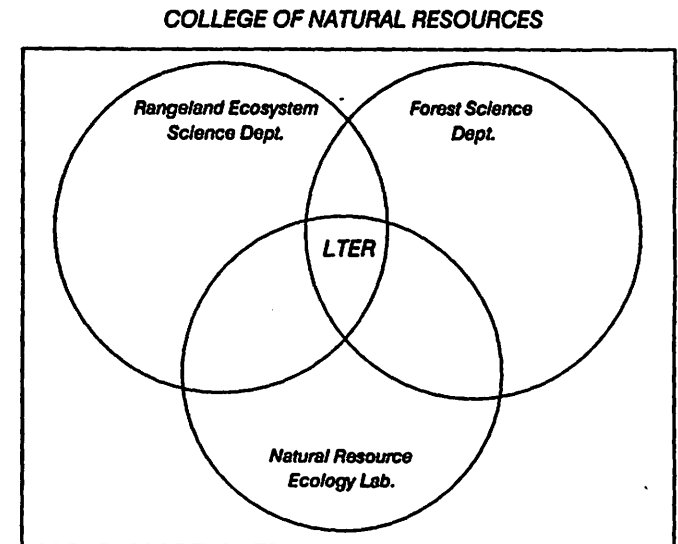 COLLEGE OF NATURAL RESOURCES
Rangeland Ecosystem
Science Dept.
Forest Science
Dept.
LTER
Natural Resource
Ecology Lab.